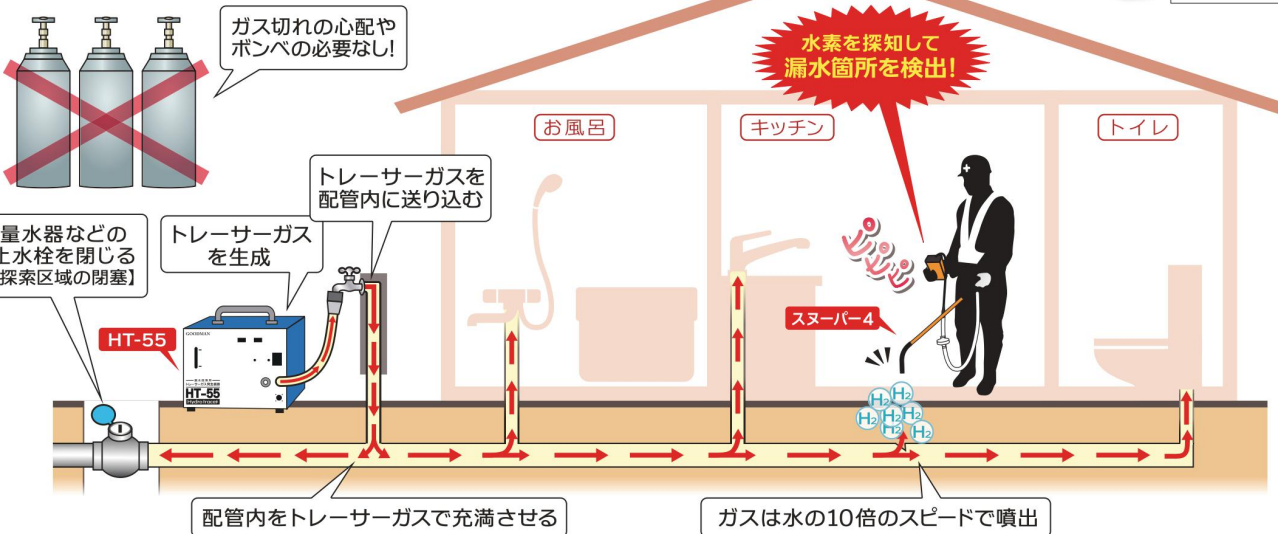 ガス切れの心配や
ボンベの必要なし!
水素を探知して
漏水箇所を検出!
お風呂
キッチン
トイレ
トレーサーガスを
配管内に送り込む
量水器などの
止水栓を閉じる
探索区域の閉塞】
トレーサーガス
を生成
ピピピ
HT-55
GOODMAN
HT-55
Hydro tracer
スヌーパー4
H2
H2
H2
H2
H2
H2
H2
配管内をトレーサーガスで充満させる
ガスは水の10倍のスピードで噴出